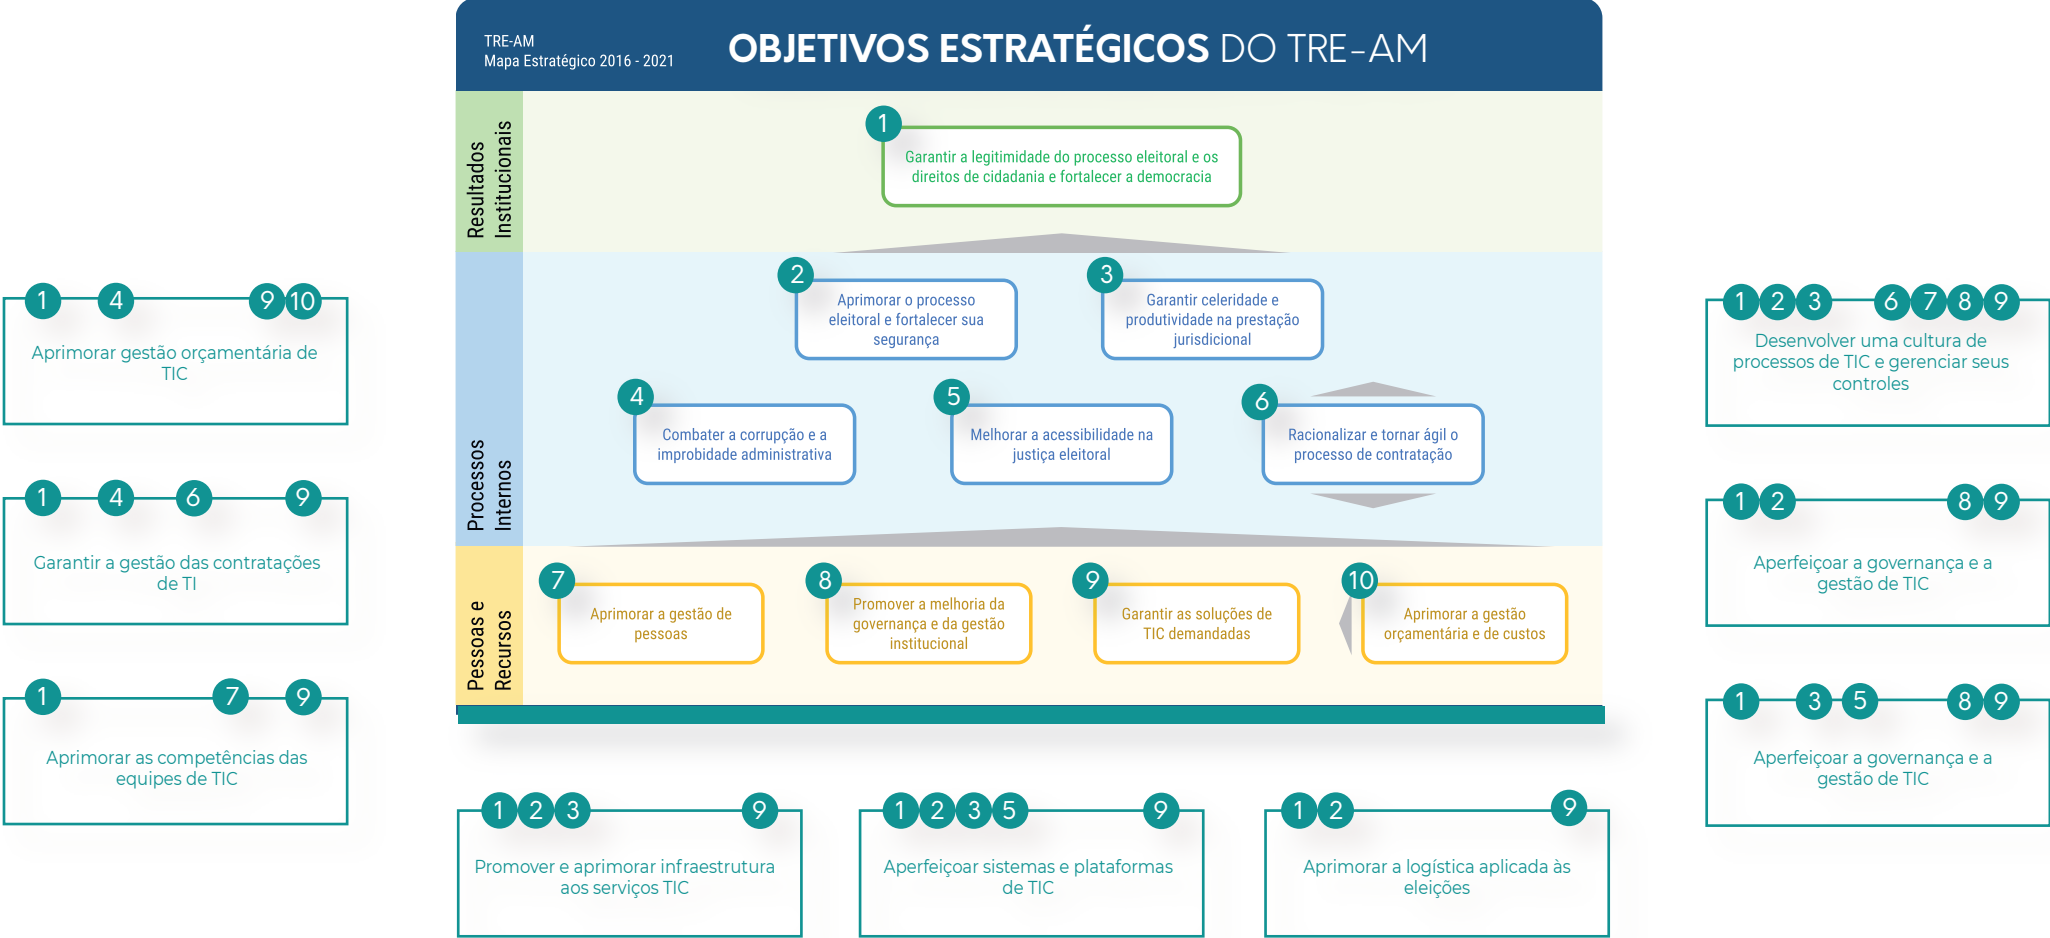 TRE-AM
Mapa Estratégico 2016 - 2021
OBJETIVOS ESTRATÉGICOS DO TRE-AM
Resultados
Institucionais
1
Garantir a legitimidade do processo eleitoral e os
direitos de cidadania e fortalecer a democracia
Processos
Internos
2
Aprimorar o processo
eleitoral e fortalecer sua
segurança
3
Garantir celeridade e
produtividade na prestação
jurisdicional
4
Combater a corrupção e a
improbidade administrativa
5
Melhorar a acessibilidade na
justiça eleitoral
6
Racionalizar e tornar ágil o
processo de contratação
Pessoas e
Recursos
7
Aprimorar a gestão de
pessoas
8
Promover a melhoria da
governança e da gestão
institucional
9
Garantir as soluções de
TIC demandadas
10
Aprimorar a gestão
orçamentária e de custos
1 4 9 10
Aprimorar gestão orçamentária de
TIC
1 4 6 9
Garantir a gestão das contratações
de TI
1 7 9
Aprimorar as competências das
equipes de TIC
1 2 3 9
Promover e aprimorar infraestrutura
aos serviços TIC
1 2 3 5 9
Aperfeiçoar sistemas e plataformas
de TIC
1 2 9
Aprimorar a logística aplicada às
eleições
1 2 3 6 7 8 9
Desenvolver uma cultura de
processos de TIC e gerenciar seus
controles
1 2 8 9
Aperfeiçoar a governança e a
gestão de TIC
1 3 5 8 9
Aperfeiçoar a governança e a
gestão de TIC